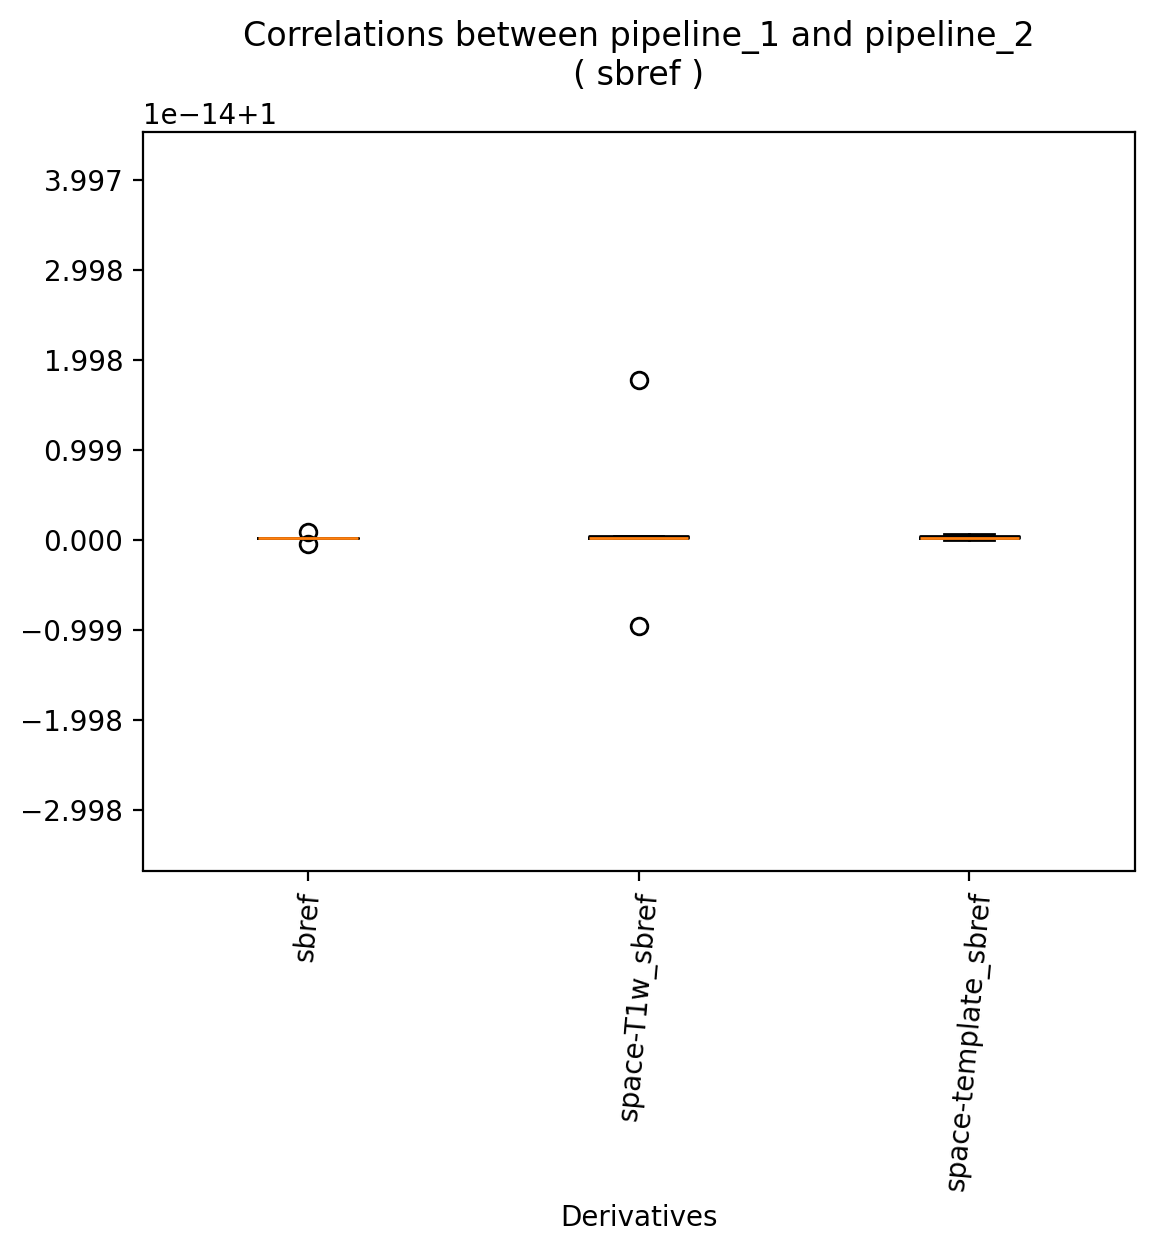 Correlations between pipeline_1 and pipeline_2
( sbref )
1e−14+1
3.997
2.998
1.998
0.999
0.000
−0.999
−1.998
−2.998
sbref
space-T1w_sbref
space-template_sbref
Derivatives